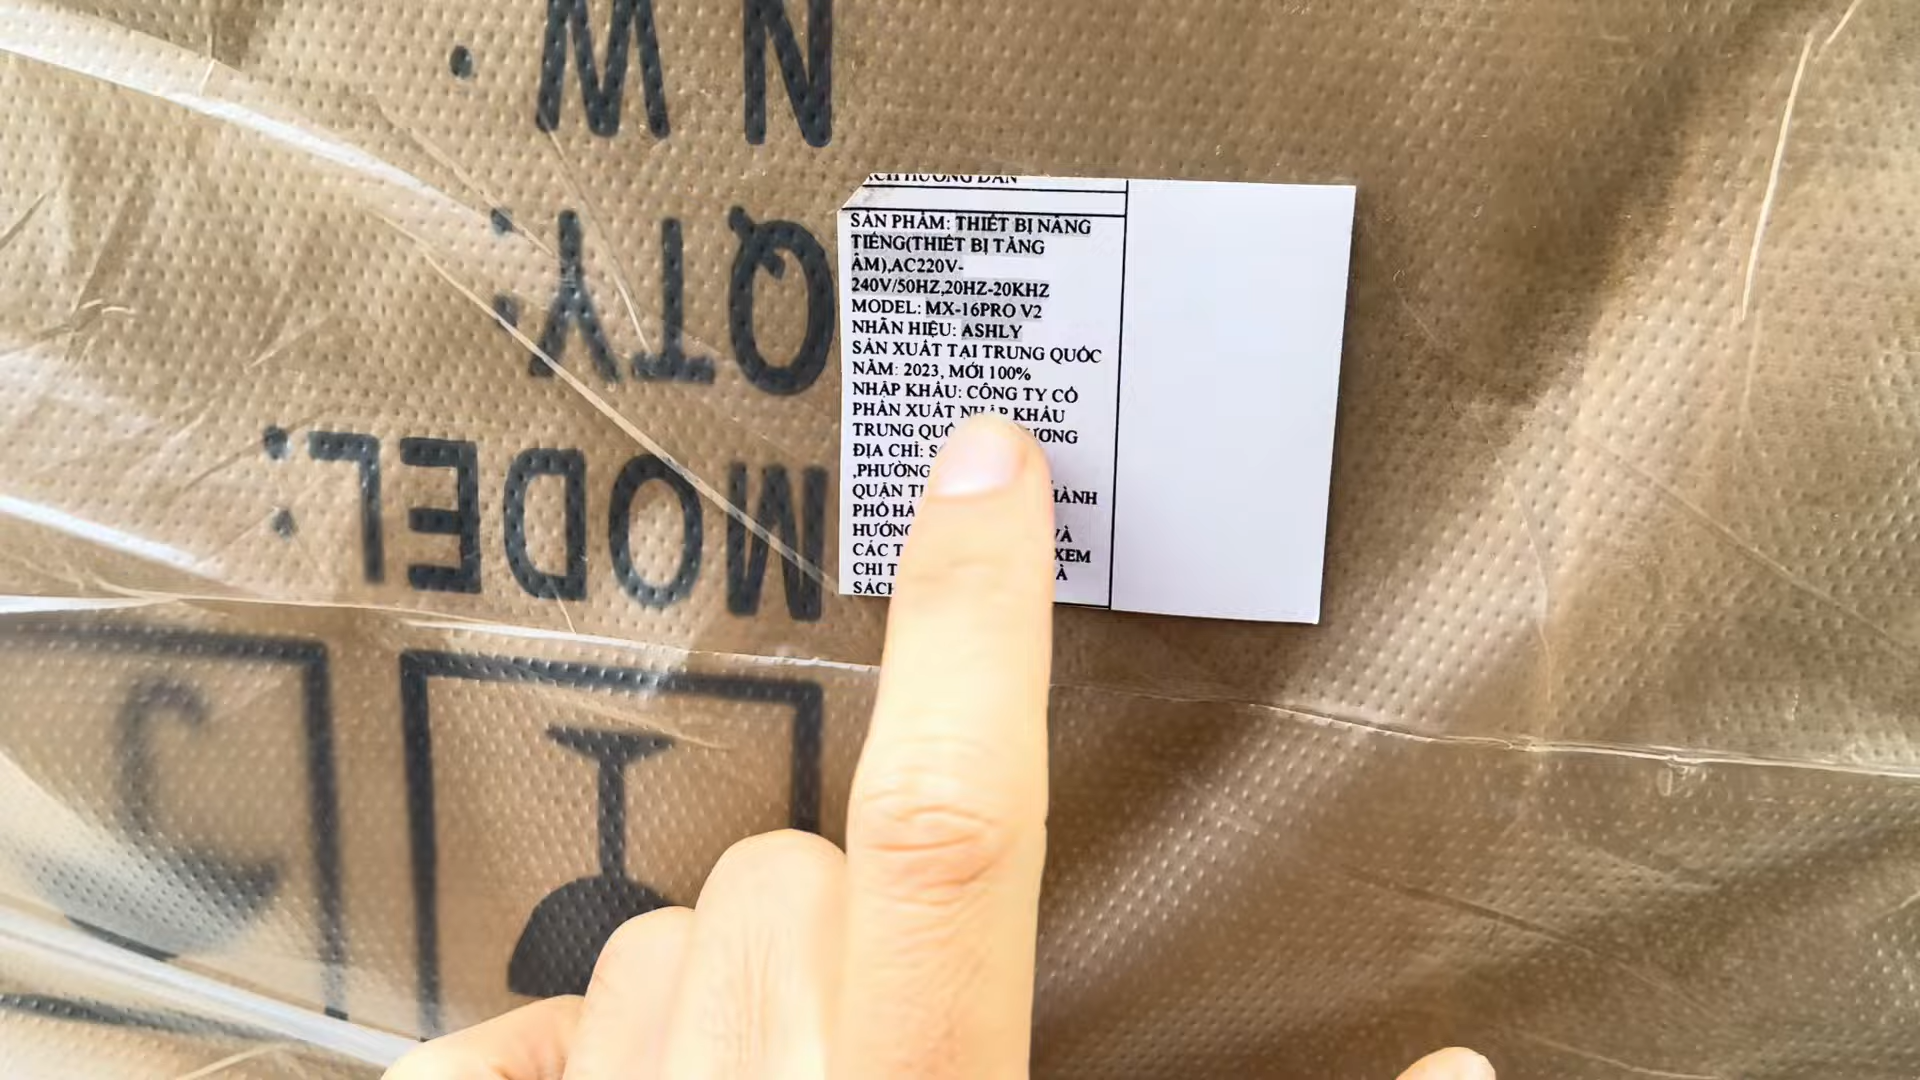 N W .
QTY:
MODEL:
SÁCH HƯỚNG DẪN
SẢN PHẨM: THIẾT BỊ NÂNG
TIẾNG(THIẾT BỊ TĂNG
ÂM),AC220V-
240V/50HZ,20HZ-20KHZ
MODEL: MX-16PRO V2
NHÃN HIỆU: ASHLY
SẢN XUẤT TẠI TRUNG QUỐC
NĂM: 2023, MỚI 100%
NHẬP KHẨU: CÔNG TY CỔ
PHẦN XUẤT NHẬP KHẨU
TRUNG
ĐỊA CHỈ:
,PHƯỜNG
QUẬN
PHỐ
VÀ
CÁC XEM
CHI
SÁCH